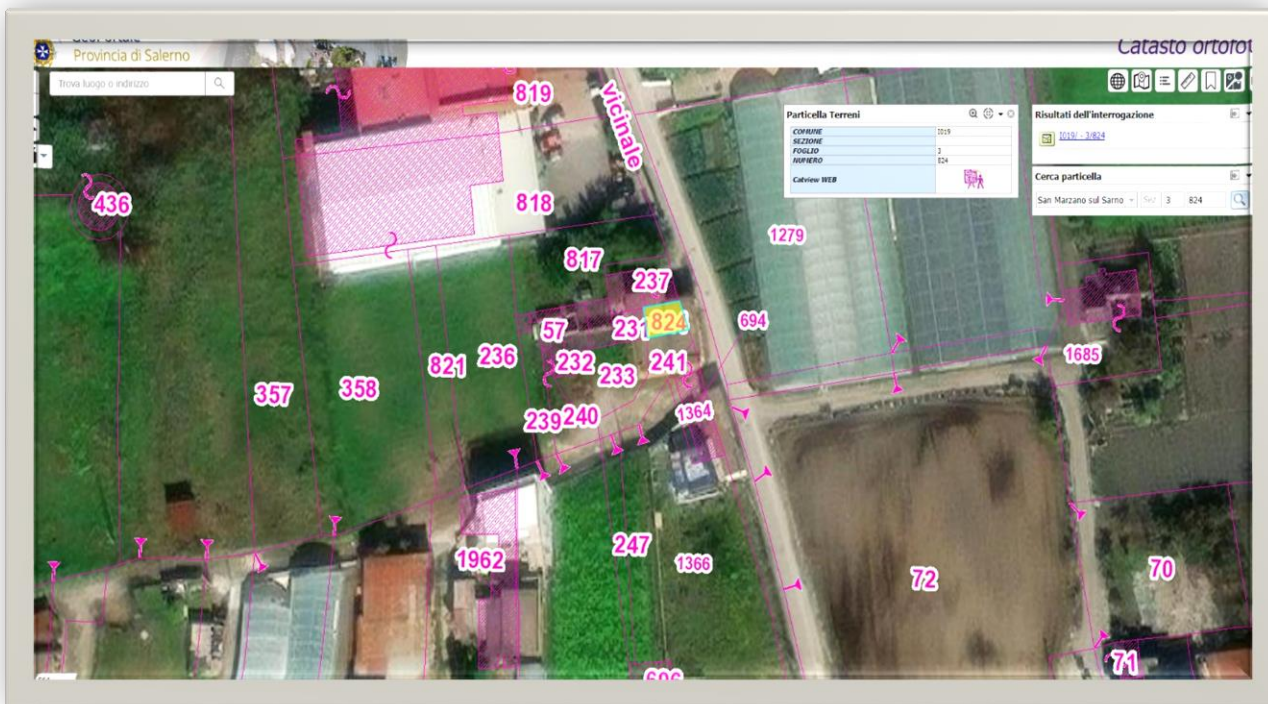 Provincia di Salerno
Catasto ortofot
Trova luogo o indirizzo
819
vicinale
Particella Terreni
COMUNE I019
SEZIONE
FOGLIO 3
NUMERO 824
Catview WEB
Risultati dell'interrogazione
I019/ - 3/824
Cerca particella
San Marzano sul Sarno Sez 3 824
436
818
1279
817
237
57
231
824
694
1685
821
236
232
233
241
357
358
239
240
1364
1962
247
1366
72
70
71